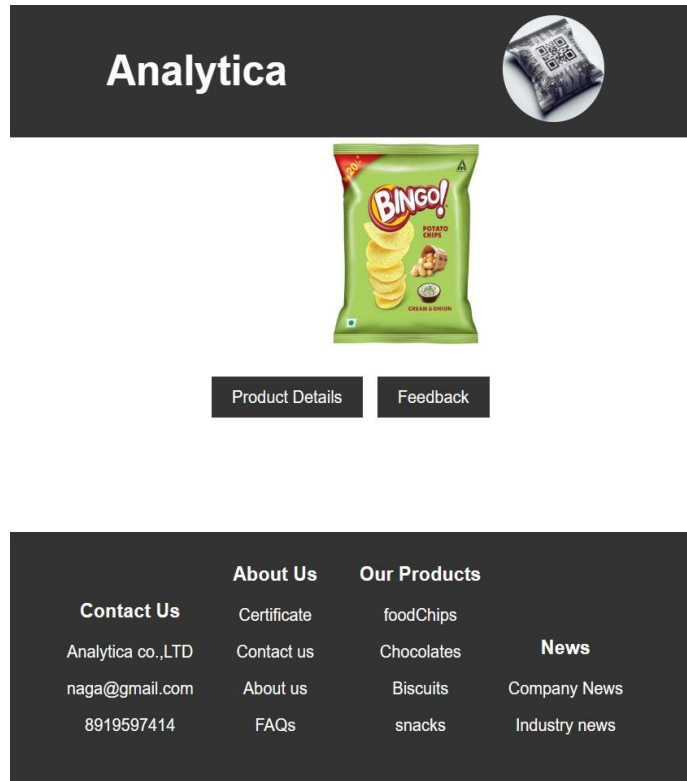 Analytica
20/-
BINGO!
POTATO
CHIPS
CREAM & ONION
Product Details
Feedback
Contact Us
Analytica co.,LTD
naga@gmail.com
8919597414
About Us
Certificate
Contact us
About us
FAQs
Our Products
foodChips
Chocolates
Biscuits
snacks
News
Company News
Industry news